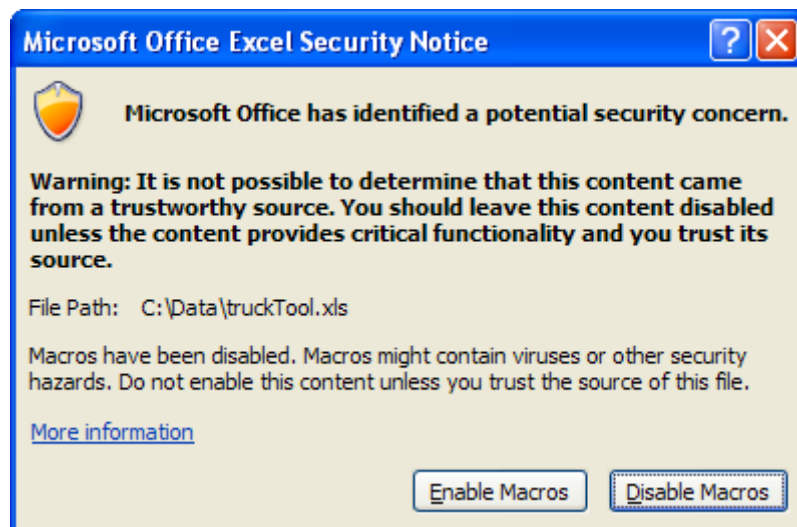 Microsoft Office Excel Security Notice
Microsoft Office has identified a potential security concern.
Warning: It is not possible to determine that this content came
from a trustworthy source. You should leave this content disabled
unless the content provides critical functionality and you trust its
source.
File Path: C:\Data\truckTool.xls
Macros have been disabled. Macros might contain viruses or other security
hazards. Do not enable this content unless you trust the source of this file.
More information
Enable Macros Disable Macros